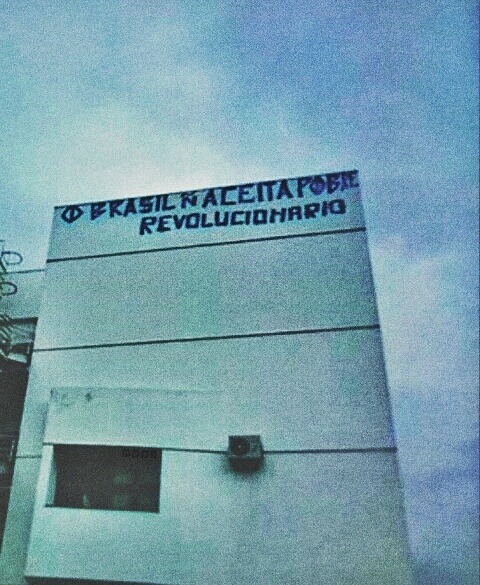 O BRASIL Ñ ACEITA POBRE
REVOLUCIONARIO